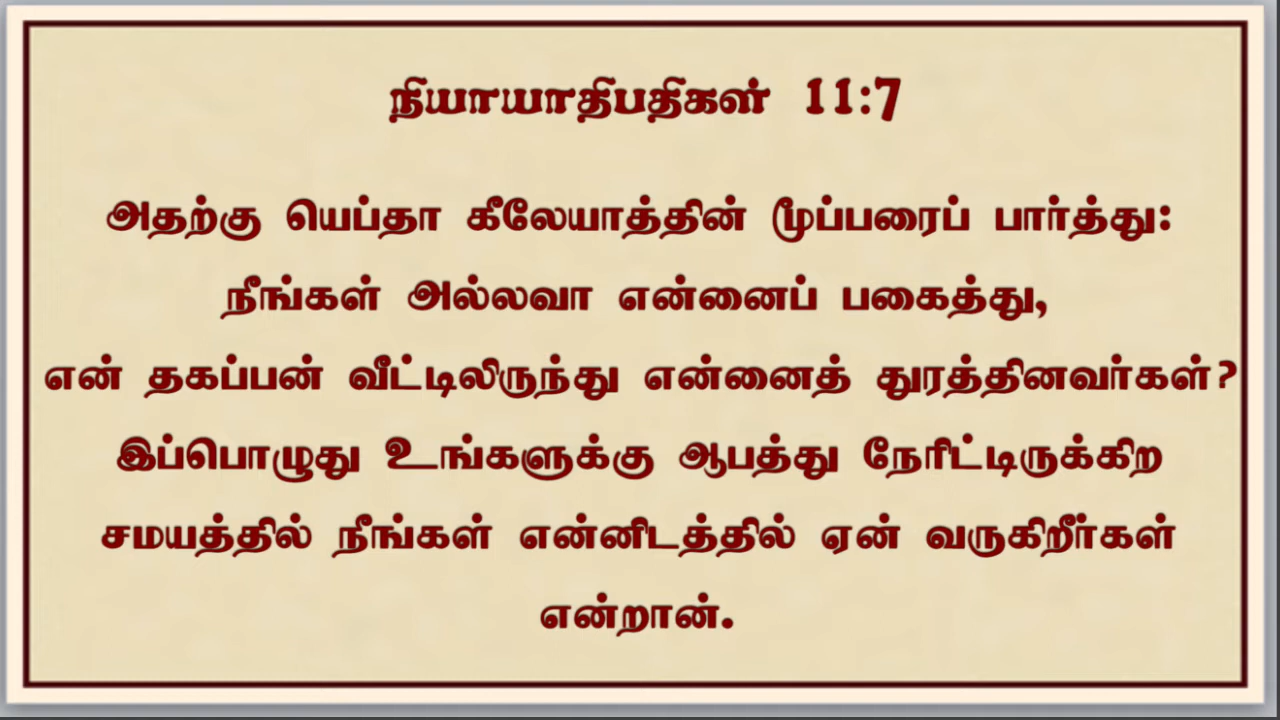 நியாயாதிபதிகள் 11:7
அதற்கு யெப்தா கீலேயாத்தின் மூப்பரைப் பார்த்து:
நீங்கள் அல்லவா என்னைப் பகைத்து,
என் தகப்பன் வீட்டிலிருந்து என்னைத் துரத்தினவர்கள்?
இப்பொழுது உங்களுக்கு ஆபத்து நேரிட்டிருக்கிற
சமயத்தில் நீங்கள் என்னிடத்தில் ஏன் வருகிறீர்கள்
என்றான்.